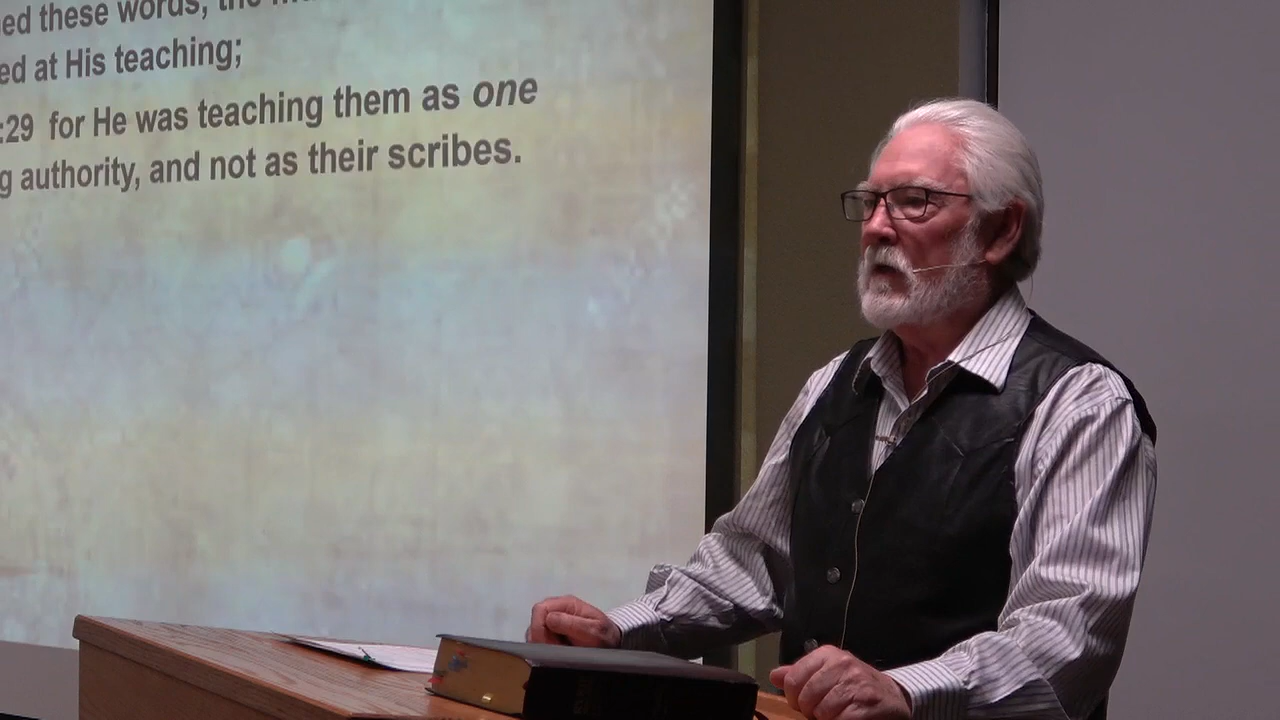 ed these words, the
ed at His teaching;
:29 for He was teaching them as one
g authority, and not as their scribes.